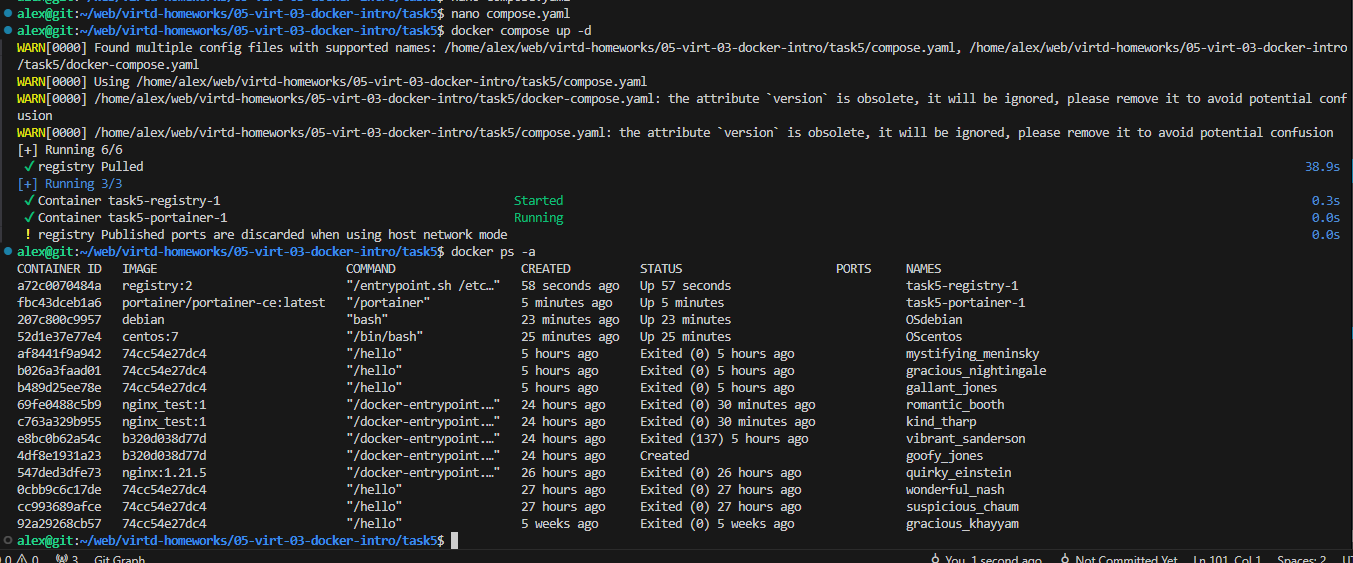 alex@git:~/web/virtd-homeworks/05-virt-03-docker-intro/task5$ nano compose.yaml
alex@git:~/web/virtd-homeworks/05-virt-03-docker-intro/task5$ nano compose.yaml
alex@git:~/web/virtd-homeworks/05-virt-03-docker-intro/task5$ docker compose up -d
WARN[0000] Found multiple config files with supported names: /home/alex/web/virtd-homeworks/05-virt-03-docker-intro/task5/compose.yaml, /home/alex/web/virtd-homeworks/05-virt-03-docker-intro
/task5/docker-compose.yaml
WARN[0000] Using /home/alex/web/virtd-homeworks/05-virt-03-docker-intro/task5/compose.yaml
WARN[0000] /home/alex/web/virtd-homeworks/05-virt-03-docker-intro/task5/docker-compose.yaml: the attribute `version` is obsolete, it will be ignored, please remove it to avoid potential conf
usion
WARN[0000] /home/alex/web/virtd-homeworks/05-virt-03-docker-intro/task5/compose.yaml: the attribute `version` is obsolete, it will be ignored, please remove it to avoid potential confusion
[+] Running 6/6
✓ registry Pulled 38.9s
[+] Running 3/3
✓ Container task5-registry-1 Started 0.3s
✓ Container task5-portainer-1 Running 0.0s
! registry Published ports are discarded when using host network mode 0.0s
alex@git:~/web/virtd-homeworks/05-virt-03-docker-intro/task5$ docker ps -a
CONTAINER ID IMAGE COMMAND CREATED STATUS PORTS NAMES
a72c0070484a registry:2 "/entrypoint.sh /etc…" 58 seconds ago Up 57 seconds task5-registry-1
fbc43dceb1a6 portainer/portainer-ce:latest "/portainer" 5 minutes ago Up 5 minutes task5-portainer-1
207c800c9957 debian "bash" 23 minutes ago Up 23 minutes OSdebian
52d1e37e77e4 centos:7 "/bin/bash" 25 minutes ago Up 25 minutes OScentos
af8441f9a942 74cc54e27dc4 "/hello" 5 hours ago Exited (0) 5 hours ago mystifying_meninsky
b026a3faad01 74cc54e27dc4 "/hello" 5 hours ago Exited (0) 5 hours ago gracious_nightingale
b489d25ee78e 74cc54e27dc4 "/hello" 5 hours ago Exited (0) 5 hours ago gallant_jones
69fe0488c5b9 nginx_test:1 "/docker-entrypoint.…" 24 hours ago Exited (0) 30 minutes ago romantic_booth
c763a329b955 nginx_test:1 "/docker-entrypoint.…" 24 hours ago Exited (0) 30 minutes ago kind_tharp
e8bc0b62a54c b320d038d77d "/docker-entrypoint.…" 24 hours ago Exited (137) 5 hours ago vibrant_sanderson
4df8e1931a23 b320d038d77d "/docker-entrypoint.…" 24 hours ago Created goofy_jones
547ded3dfe73 nginx:1.21.5 "/docker-entrypoint.…" 26 hours ago Exited (0) 26 hours ago quirky_einstein
0cbb9c6c17de 74cc54e27dc4 "/hello" 27 hours ago Exited (0) 27 hours ago wonderful_nash
cc993689afce 74cc54e27dc4 "/hello" 27 hours ago Exited (0) 27 hours ago suspicious_chaum
92a29268cb57 74cc54e27dc4 "/hello" 5 weeks ago Exited (0) 5 weeks ago gracious_khayyam
alex@git:~/web/virtd-homeworks/05-virt-03-docker-intro/task5$
0 0 3 Git Graph You, 1 second ago Not Committed Yet Ln 101, Col 1 Spaces: 2